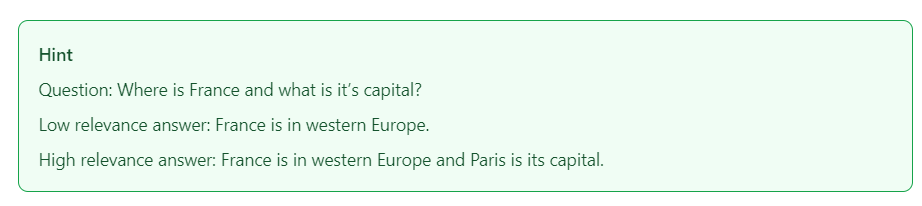 Hint
Question: Where is France and what is it's capital?
Low relevance answer: France is in western Europe.
High relevance answer: France is in western Europe and Paris is its capital.